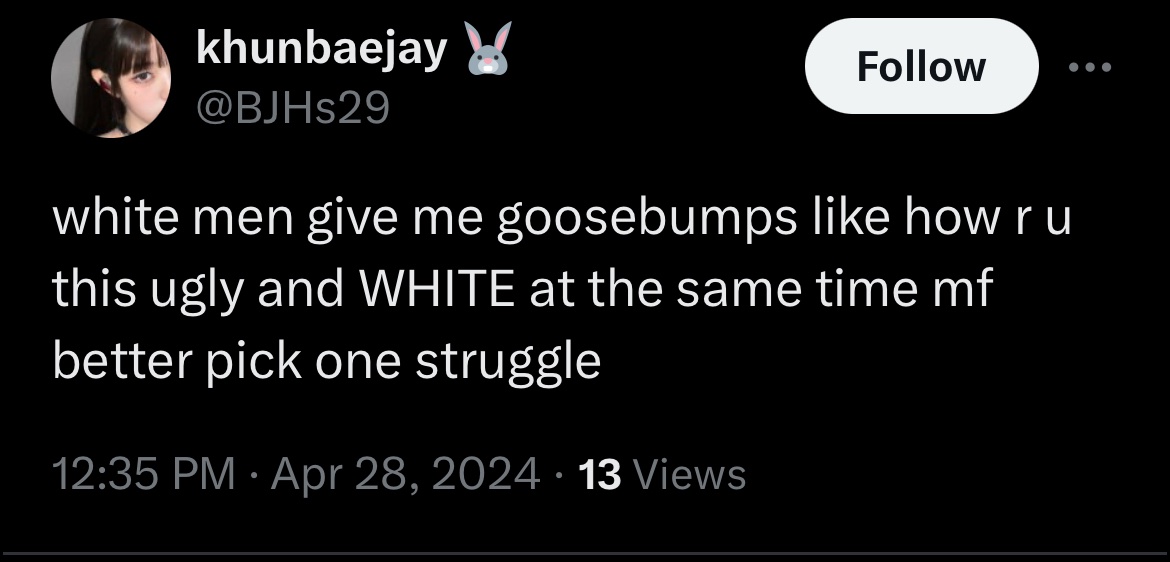 khunbaejay 🐰
@BJHs29
Follow
white men give me goosebumps like how r u
this ugly and WHITE at the same time mf
better pick one struggle
12:35 PM · Apr 28, 2024 · 13 Views